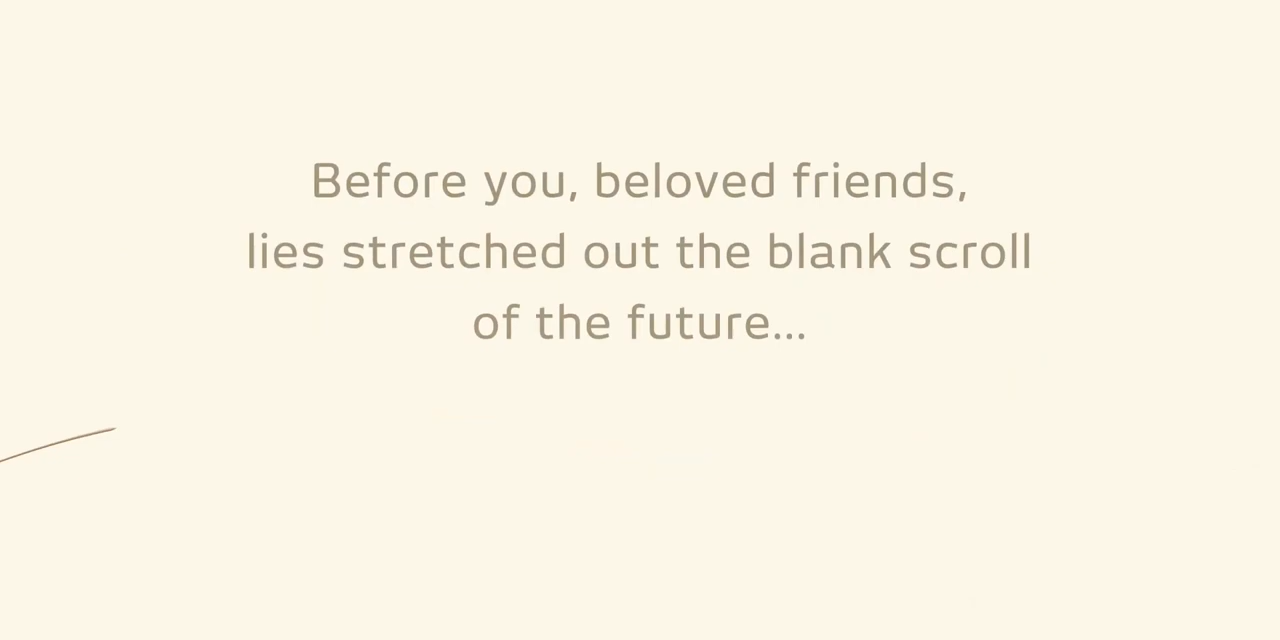 Before you, beloved friends,
lies stretched out the blank scroll
of the future...